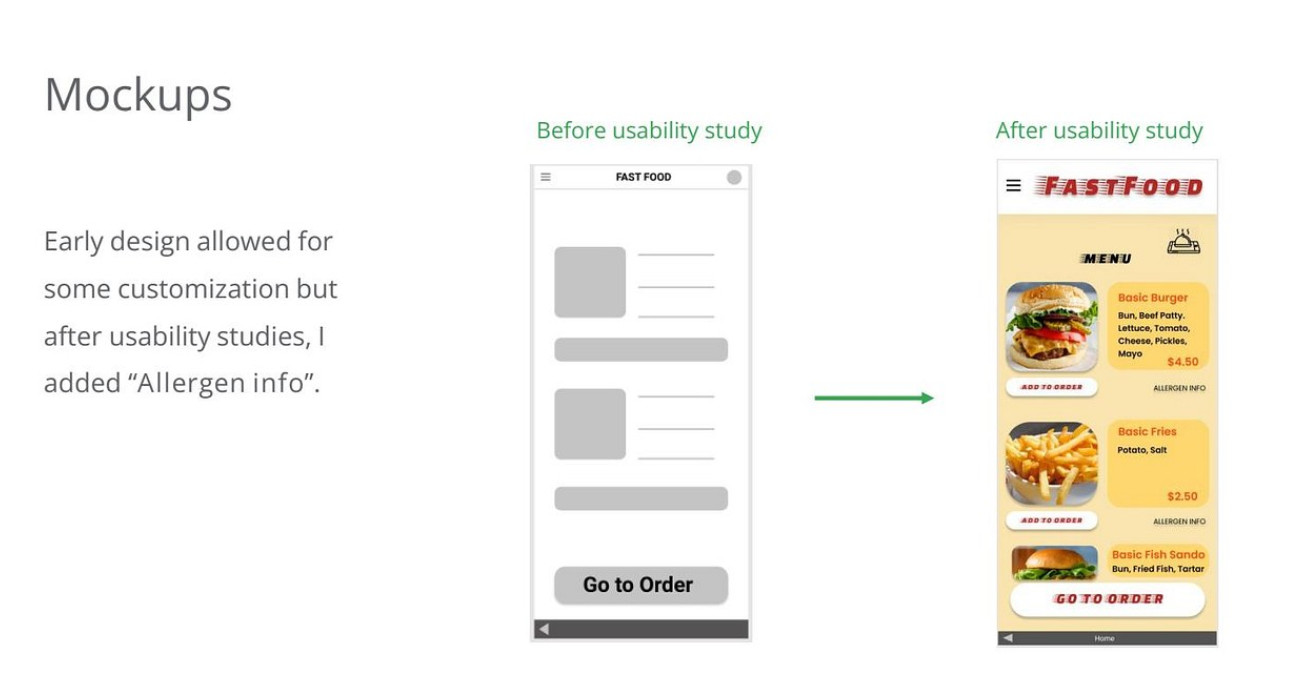 Mockups
Early design allowed for
some customization but
after usability studies, I
added “Allergen info”.
Before usability study
FAST FOOD
Go to Order
After usability study
FASTFOOD
MENU
Basic Burger
Bun, Beef Patty.
Lettuce, Tomato,
Cheese, Pickles,
Mayo
$4.50
ADD TO ORDER
ALLERGEN INFO
Basic Fries
Potato, Salt
$2.50
ADD TO ORDER
ALLERGEN INFO
Basic Fish Sando
Bun, Fried Fish, Tartar
GO TO ORDER
Home